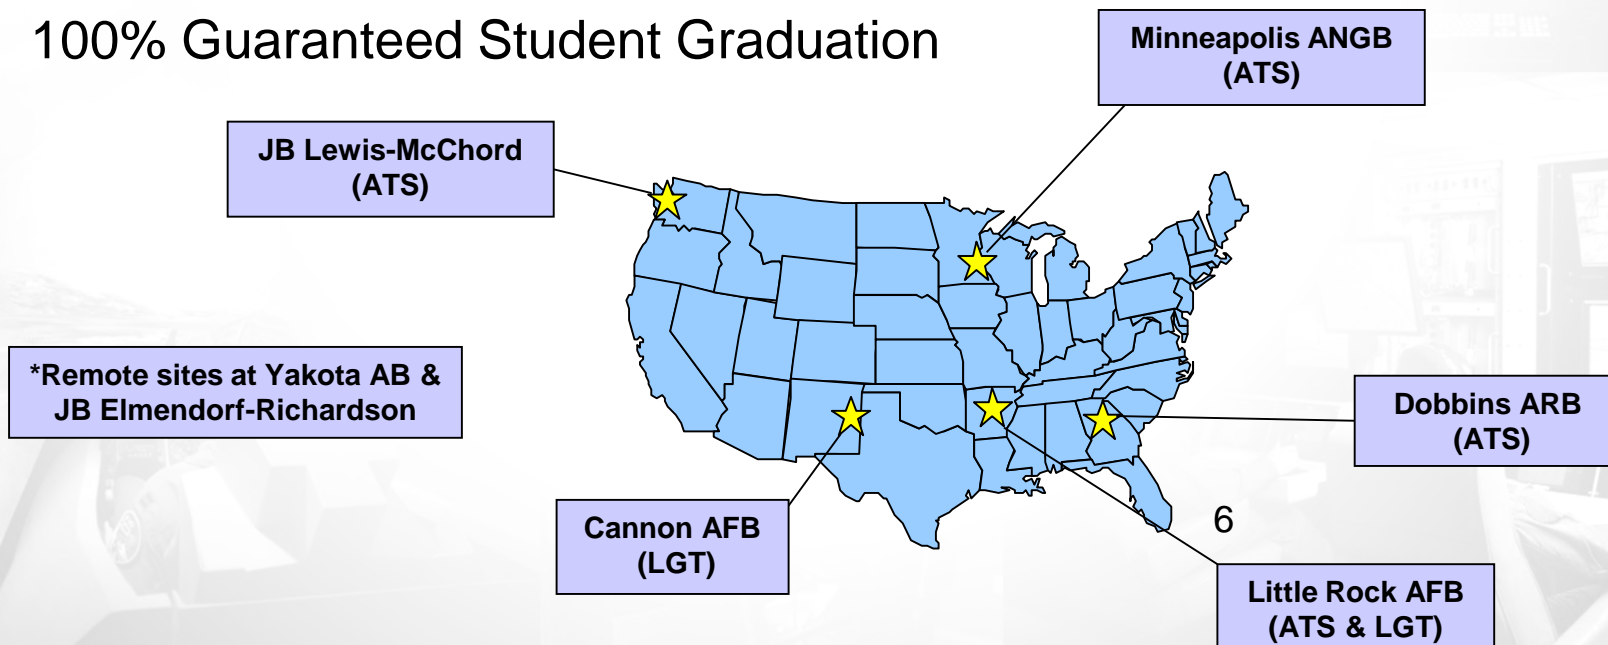 100% Guaranteed Student Graduation
Minneapolis ANGB
(ATS)
JB Lewis-McChord
(ATS)
*Remote sites at Yakota AB &
JB Elmendorf-Richardson
Dobbins ARB
(ATS)
Cannon AFB
(LGT)
6
Little Rock AFB
(ATS & LGT)